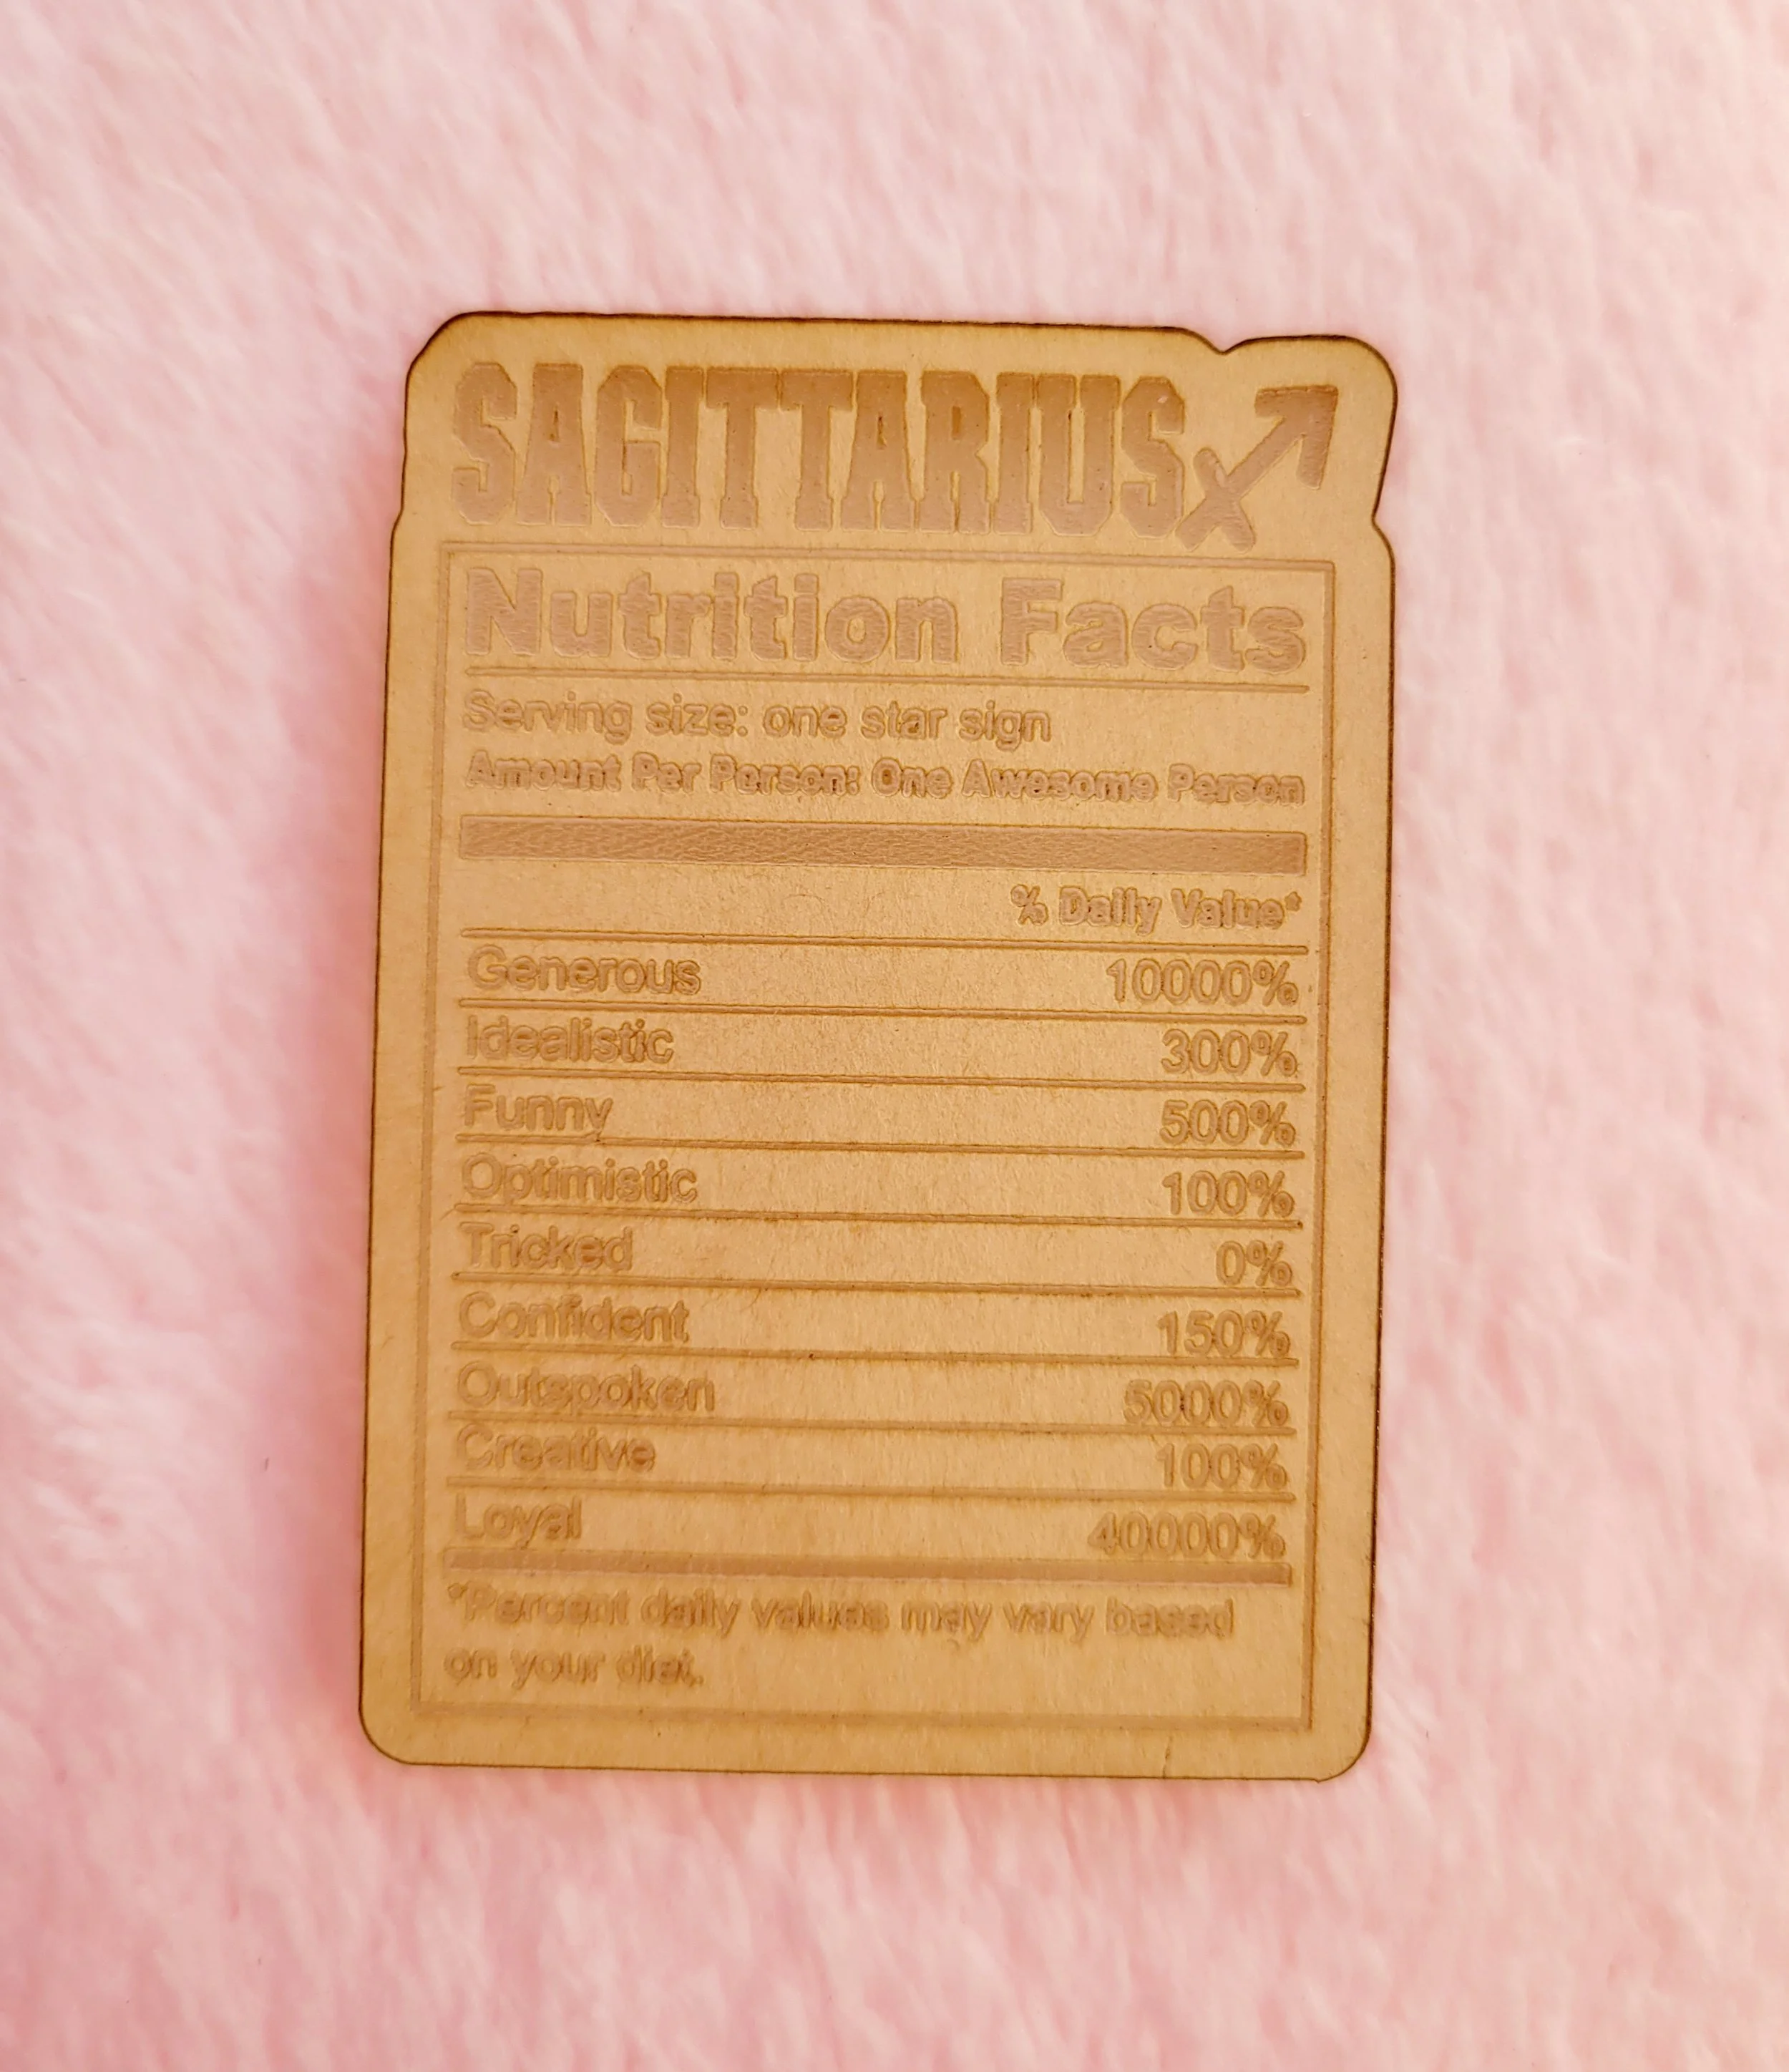 SAGITTARIUS
Nutrition Facts
Serving size: one star sign
Amount Per Person: One Awesome Person
% Daily Value*
Generous 10000%
Idealistic 300%
Funny 500%
Optimistic 100%
Tricked 0%
Confident 150%
Outspoken 5000%
Creative 100%
Loyal 40000%
*Percent daily values may vary based
on your diet.